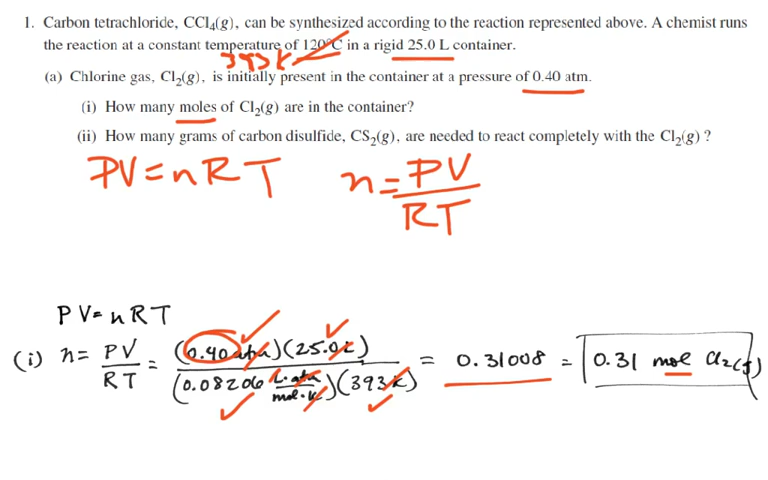 1. Carbon tetrachloride, CCl₄(g), can be synthesized according to the reaction represented above. A chemist runs
the reaction at a constant temperature of 120°C in a rigid 25.0 L container.
393K
(a) Chlorine gas, Cl₂(g), is initially present in the container at a pressure of 0.40 atm.
(i) How many moles of Cl₂(g) are in the container?
(ii) How many grams of carbon disulfide, CS₂(g), are needed to react completely with the Cl₂(g) ?
PV=nRT n=PV/RT
PV=nRT
(i) n= PV/RT = (0.40atm)(25.0L)/(0.08206 L·atm/mol·K)(393K) = 0.31008 = 0.31 mol Cl₂(g)